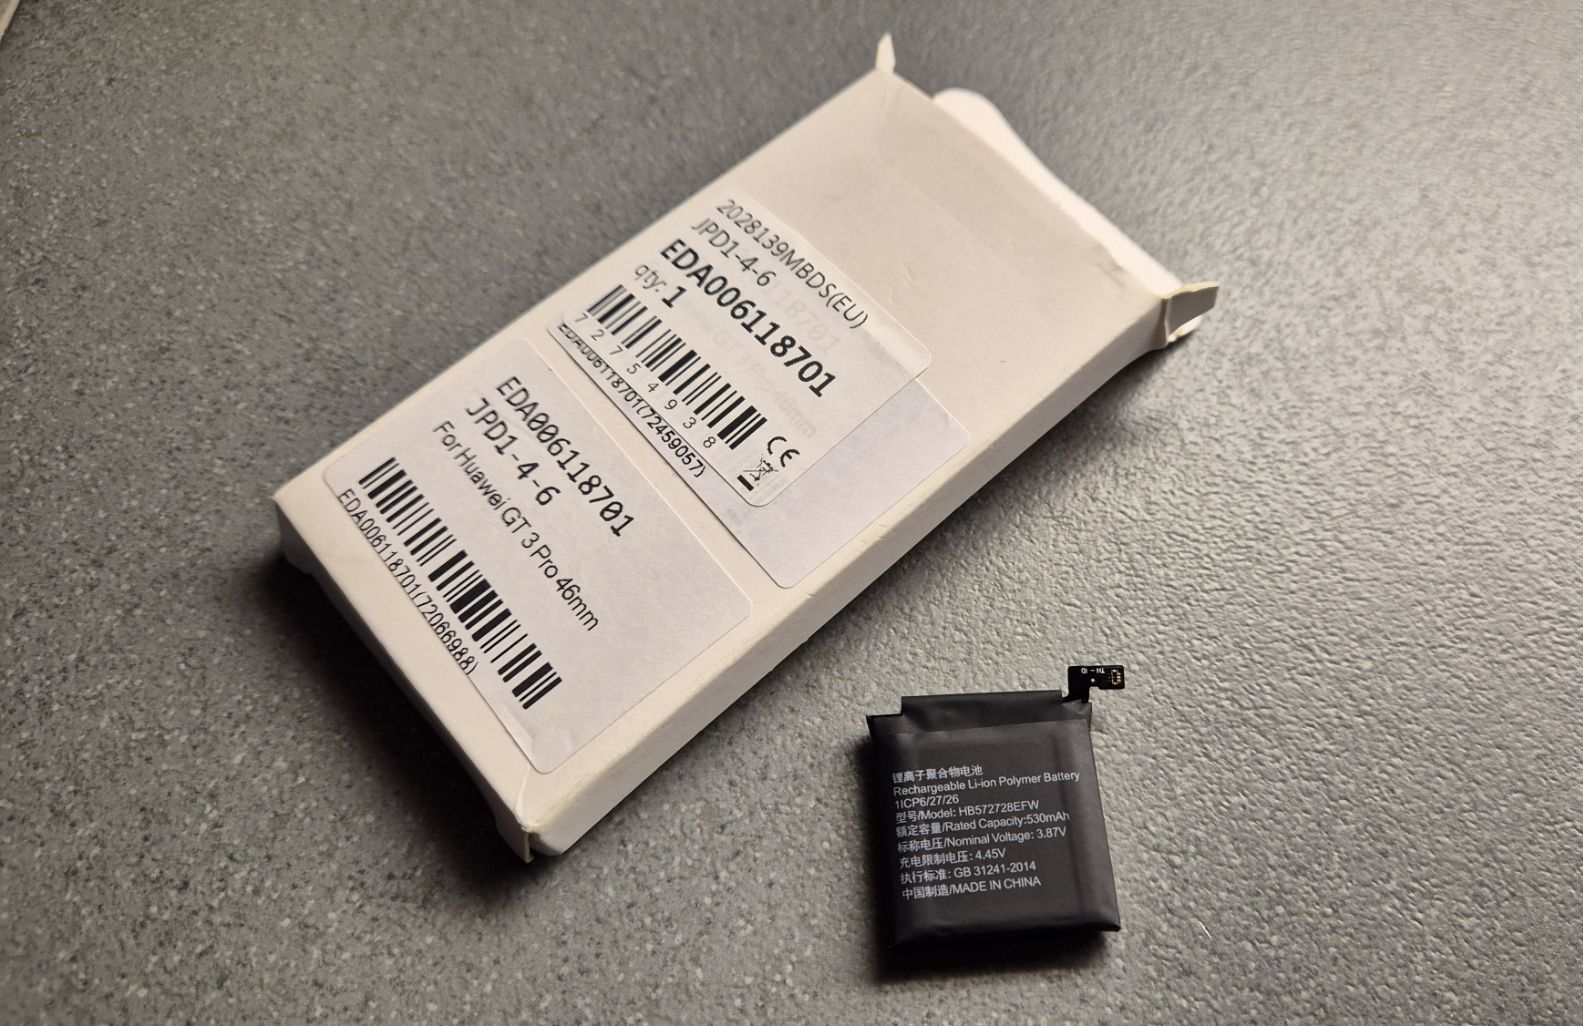 2028139MBDS(EU)
JPD1-4-6
EDA006118701
qty: 1
7 2 7 5 4 9 3 8
CE
EDA006118701(72459057)
EDA006118701
JPD1-4-6
For Huawei GT 3 Pro 46mm
EDA006118701(72066988)
TH - ID
+
锂离子聚合物电池
Rechargeable Li-ion Polymer Battery
1ICP6/27/26
型号/Model: HB572728EFW
额定容量/Rated Capacity:530mAh
标称电压/Nominal Voltage: 3.87V
充电限制电压: 4.45V
执行标准: GB 31241-2014
中国制造/MADE IN CHINA